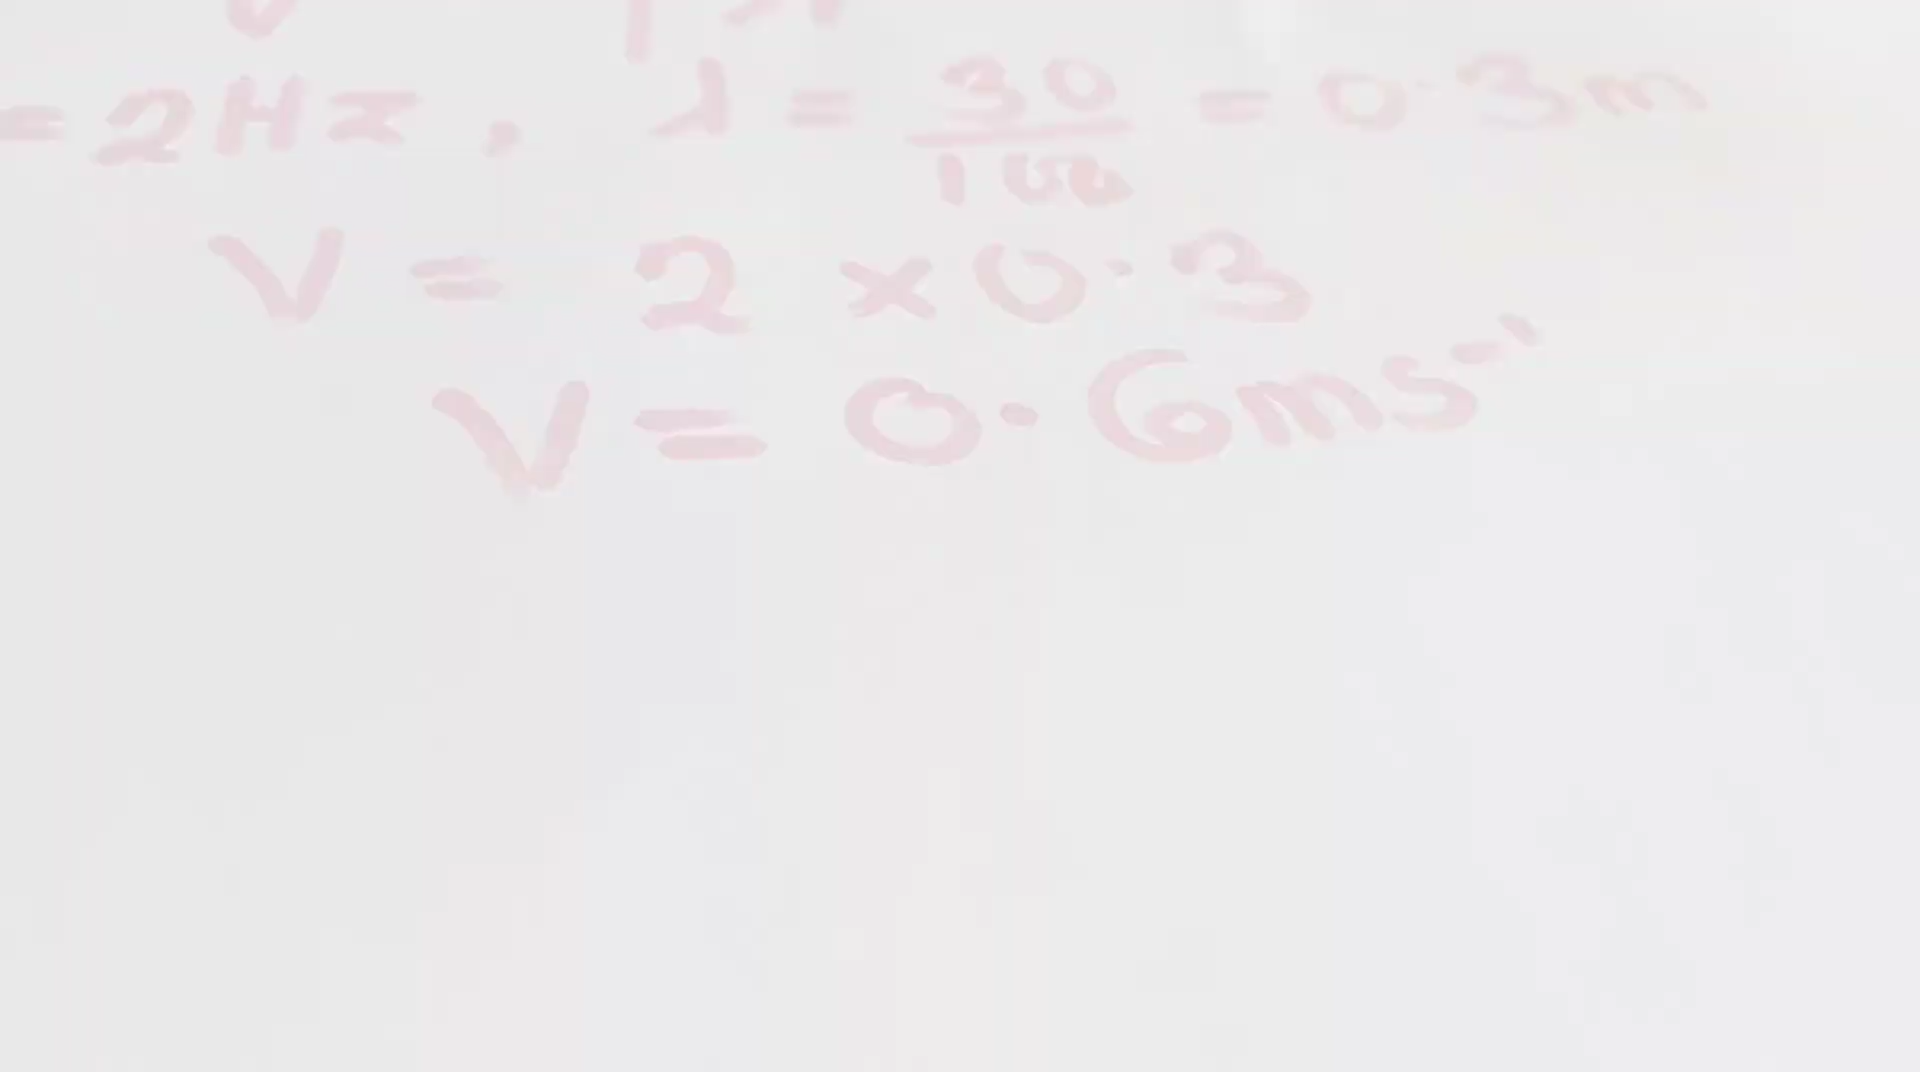 = 2Hz, λ = 30/100 = 0.3m
V = 2 × 0.3
V = 0.6ms⁻¹